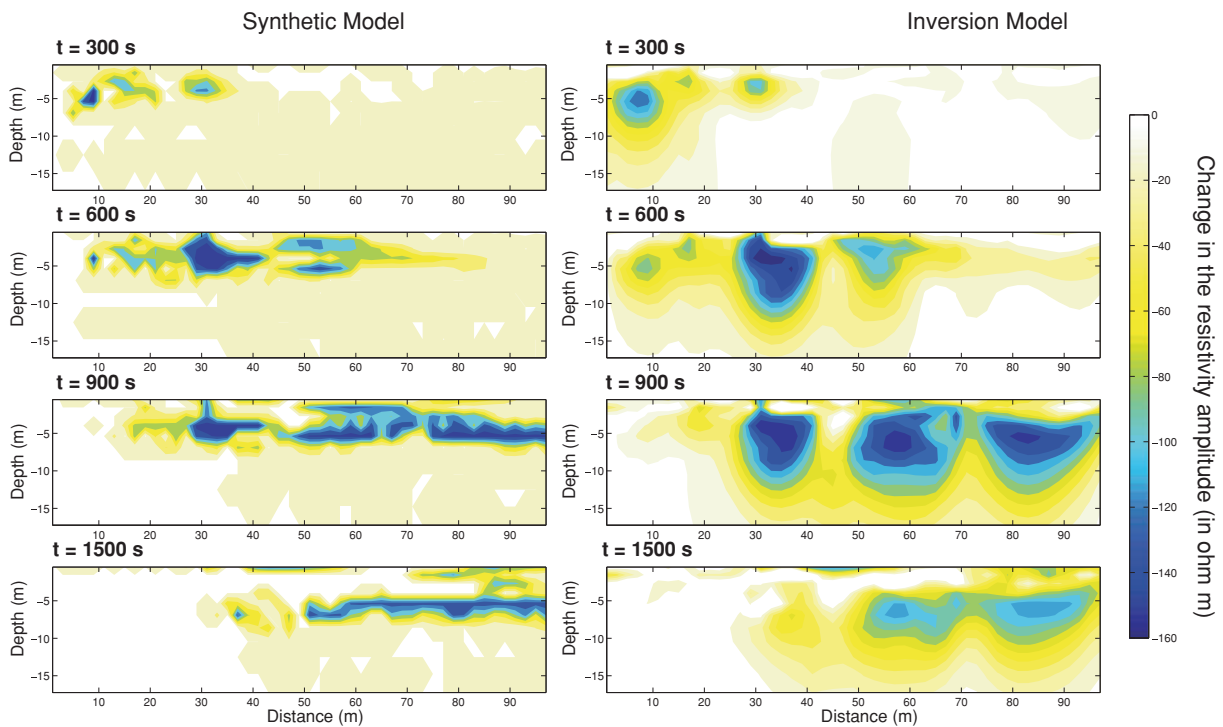 Synthetic Model
Inversion Model
t = 300 s
t = 300 s
Depth (m)
−5
−10
−15
10 20 30 40 50 60 70 80 90
Depth (m)
−5
−10
−15
10 20 30 40 50 60 70 80 90
t = 600 s
t = 600 s
Depth (m)
−5
−10
−15
10 20 30 40 50 60 70 80 90
Depth (m)
−5
−10
−15
10 20 30 40 50 60 70 80 90
t = 900 s
t = 900 s
Depth (m)
−5
−10
−15
10 20 30 40 50 60 70 80 90
Depth (m)
−5
−10
−15
10 20 30 40 50 60 70 80 90
t = 1500 s
t = 1500 s
Depth (m)
−5
−10
−15
10 20 30 40 50 60 70 80 90
Distance (m)
Depth (m)
−5
−10
−15
10 20 30 40 50 60 70 80 90
Distance (m)
0
−20
−40
−60
−80
−100
−120
−140
−160
Change in the resistivity amplitude (in ohm m)